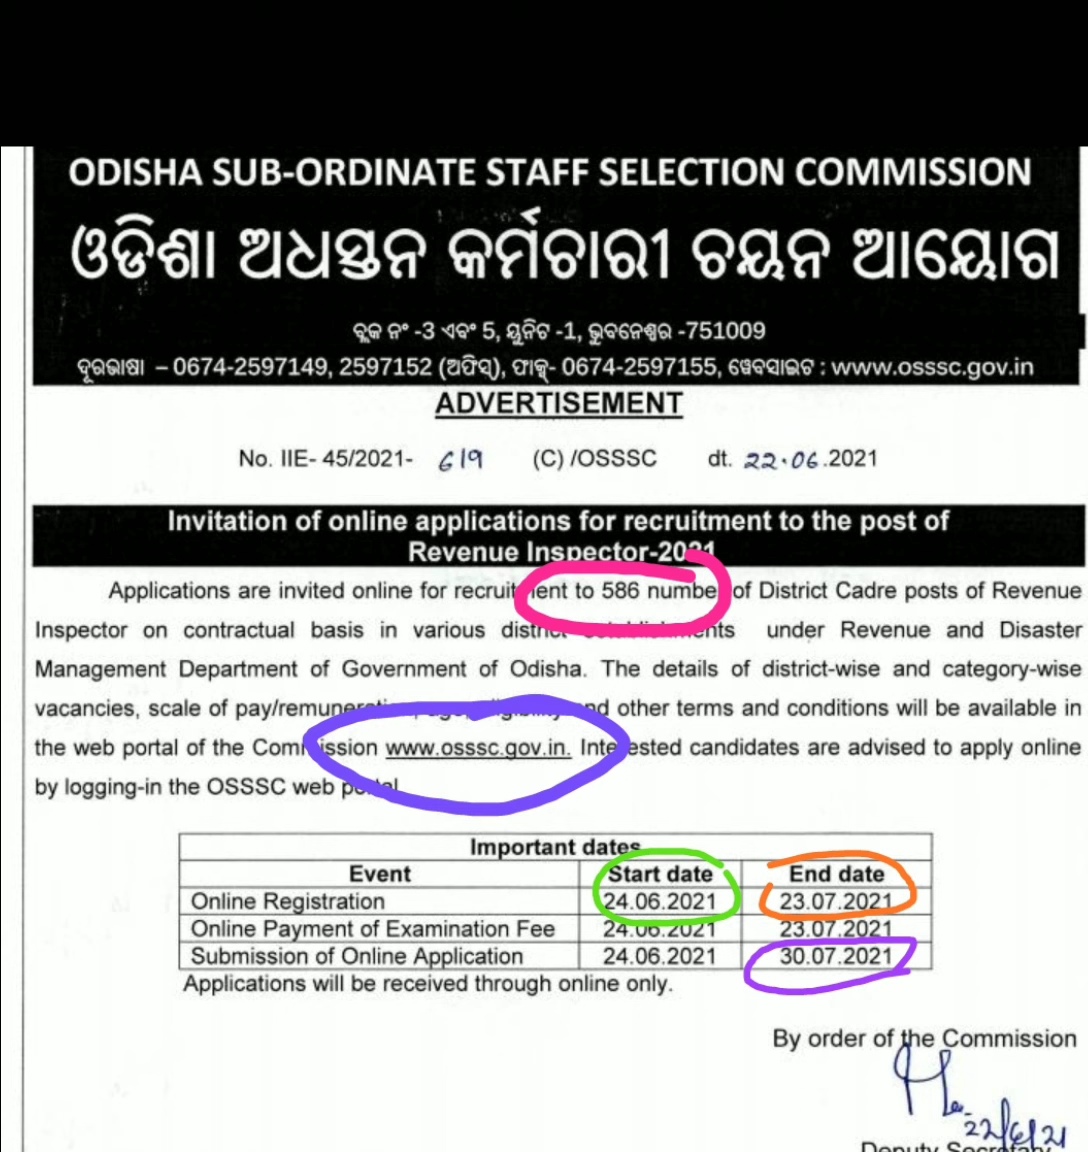 ODISHA SUB-ORDINATE STAFF SELECTION COMMISSION
ଓଡିଶା ଅଧସ୍ତନ କର୍ମଚାରୀ ଚୟନ ଆୟୋଗ
ବ୍ଲକ ନଂ -3 ଏବଂ 5, ୟୁନିଟ -1, ଭୁବନେଶ୍ଵର -751009
ଦୂରଭାଷା – 0674-2597149, 2597152 (ଅଫିସ୍), ଫାକ୍ସ- 0674-2597155, ୱେବସାଇଟ : www.osssc.gov.in
ADVERTISEMENT
No. IIE- 45/2021- 619 (C) /OSSSC dt. 22.06.2021
Invitation of online applications for recruitment to the post of
Revenue Inspector-2021
Applications are invited online for recruitment to 586 number of District Cadre posts of Revenue
Inspector on contractual basis in various district establishments under Revenue and Disaster
Management Department of Government of Odisha. The details of district-wise and category-wise
vacancies, scale of pay/remuneration, age, eligibility and other terms and conditions will be available in
the web portal of the Commission www.osssc.gov.in. Interested candidates are advised to apply online
by logging-in the OSSSC web portal
Important dates
Event Start date End date
Online Registration 24.06.2021 23.07.2021
Online Payment of Examination Fee 24.06.2021 23.07.2021
Submission of Online Application 24.06.2021 30.07.2021
Applications will be received through online only.
By order of the Commission
22/6/21
Deputy Secretary